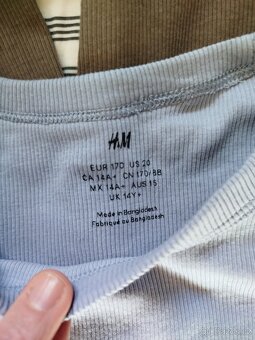 H&M
EUR 170 US 20
CA 14A+ CN 170/88
MX 14A+ AUS 15
UK 14Y+
Made in Bangladesh
Fabriqué au Bangladesh